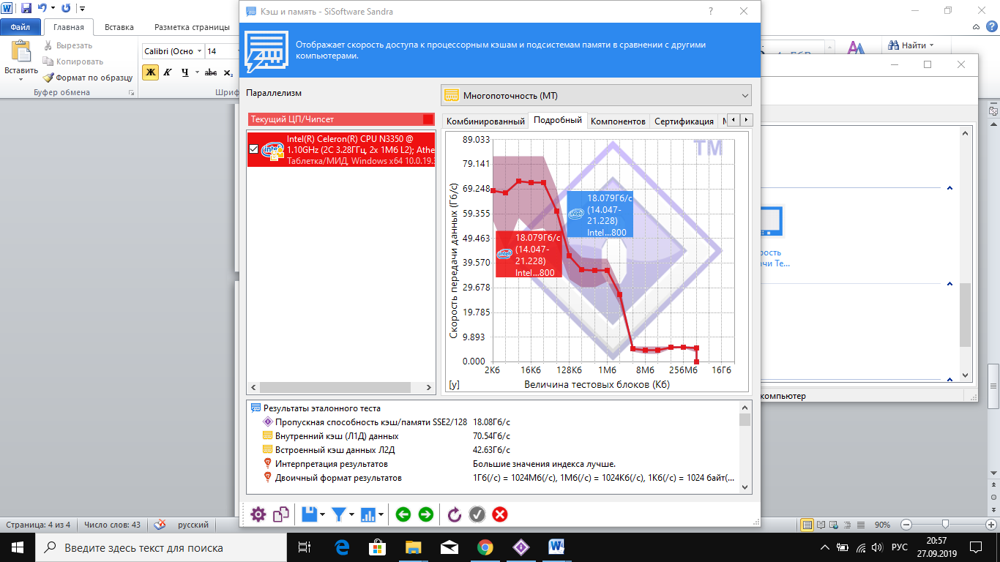 Кэш и память - SiSoftware Sandra
Файл
Главная
Вставка
Разметка страницы
Вставить
Вырезать
Копировать
Формат по образцу
Буфер обмена
Calibri (Осно
14
Ж К Ч abc x₂
Шриф
Найти
Отображает скорость доступа к процессорным кэшам и подсистемам памяти в сравнении с другими
компьютерами.
Параллелизм
Многопоточность (МТ)
Текущий ЦП/Чипсет
Intel(R) Celeron(R) CPU N3350 @
1.10GHz (2C 3.28ГГц, 2x 1Мб L2); Athe
Таблетка/МИД, Windows x64 10.0.19.
Комбинированный
Подробный
Компонентов
Сертификация
TM
89.033
79.141
69.248
59.355
49.463
39.570
29.678
19.785
9.893
0.000
Скорость передачи данных (Гб/с)
18.079Гб/с
(14.047-
21.228)
Intel...800
18.079Гб/с
(14.047-
21.228)
Intel...800
2Кб 16Кб 128Кб 1Мб 8Мб 256Мб 16Гб
[y]
Величина тестовых блоков (Кб)
рость
ачи Те...
компьютер
Результаты эталонного теста
Пропускная способность кэш/памяти SSE2/128 18.08Гб/с
Внутренний кэш (Л1Д) данных 70.54Гб/с
Встроенный кэш данных Л2Д 42.63Гб/с
Интерпретация результатов Большие значения индекса лучше.
Двоичный формат результатов 1Гб(/с) = 1024Мб(/с), 1Мб(/с) = 1024Кб(/с), 1Кб(/с) = 1024 байт(...
Страница: 4 из 4
Число слов: 43
русский
90%
Введите здесь текст для поиска
РУС
20:57
27.09.2019